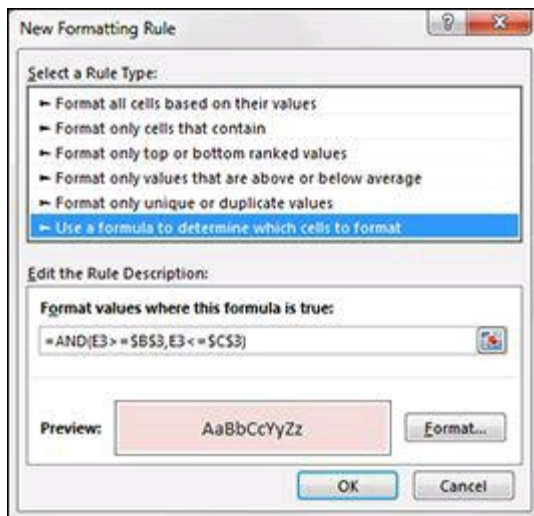 New Formatting Rule
?
Select a Rule Type:
► Format all cells based on their values
► Format only cells that contain
► Format only top or bottom ranked values
► Format only values that are above or below average
► Format only unique or duplicate values
► Use a formula to determine which cells to format
Edit the Rule Description:
Format values where this formula is true:
=AND(E3>=$B$3,E3<=$C$3)
Preview: AaBbCcYyZz Format...
OK Cancel